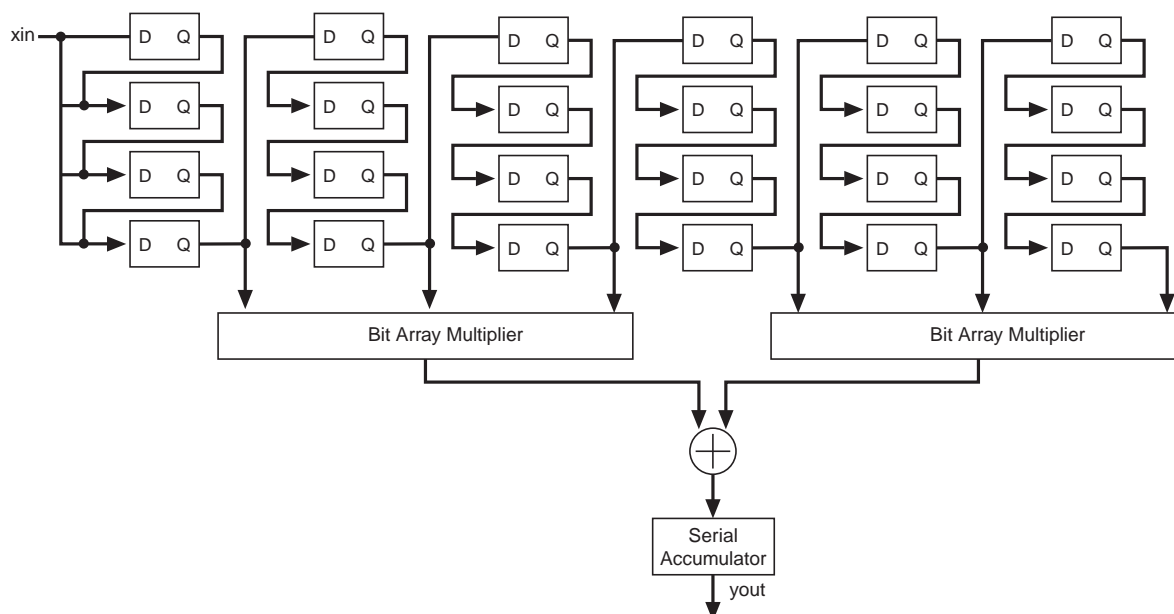 xin
D Q D Q D Q D Q D Q D Q
D Q D Q D Q D Q D Q D Q
D Q D Q D Q D Q D Q D Q
D Q D Q D Q D Q D Q D Q
Bit Array Multiplier Bit Array Multiplier
Serial
Accumulator
yout